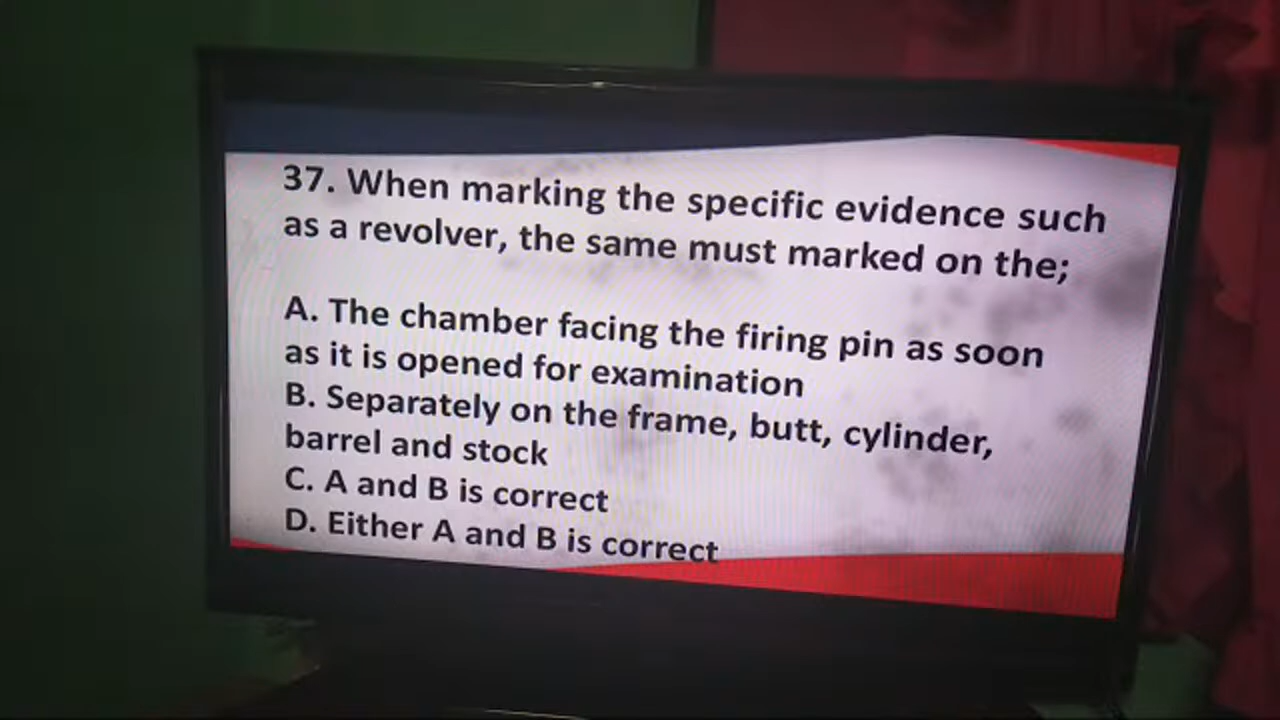 37. When marking the specific evidence such
as a revolver, the same must marked on the;
A. The chamber facing the firing pin as soon
as it is opened for examination
B. Separately on the frame, butt, cylinder,
barrel and stock
C. A and B is correct
D. Either A and B is correct